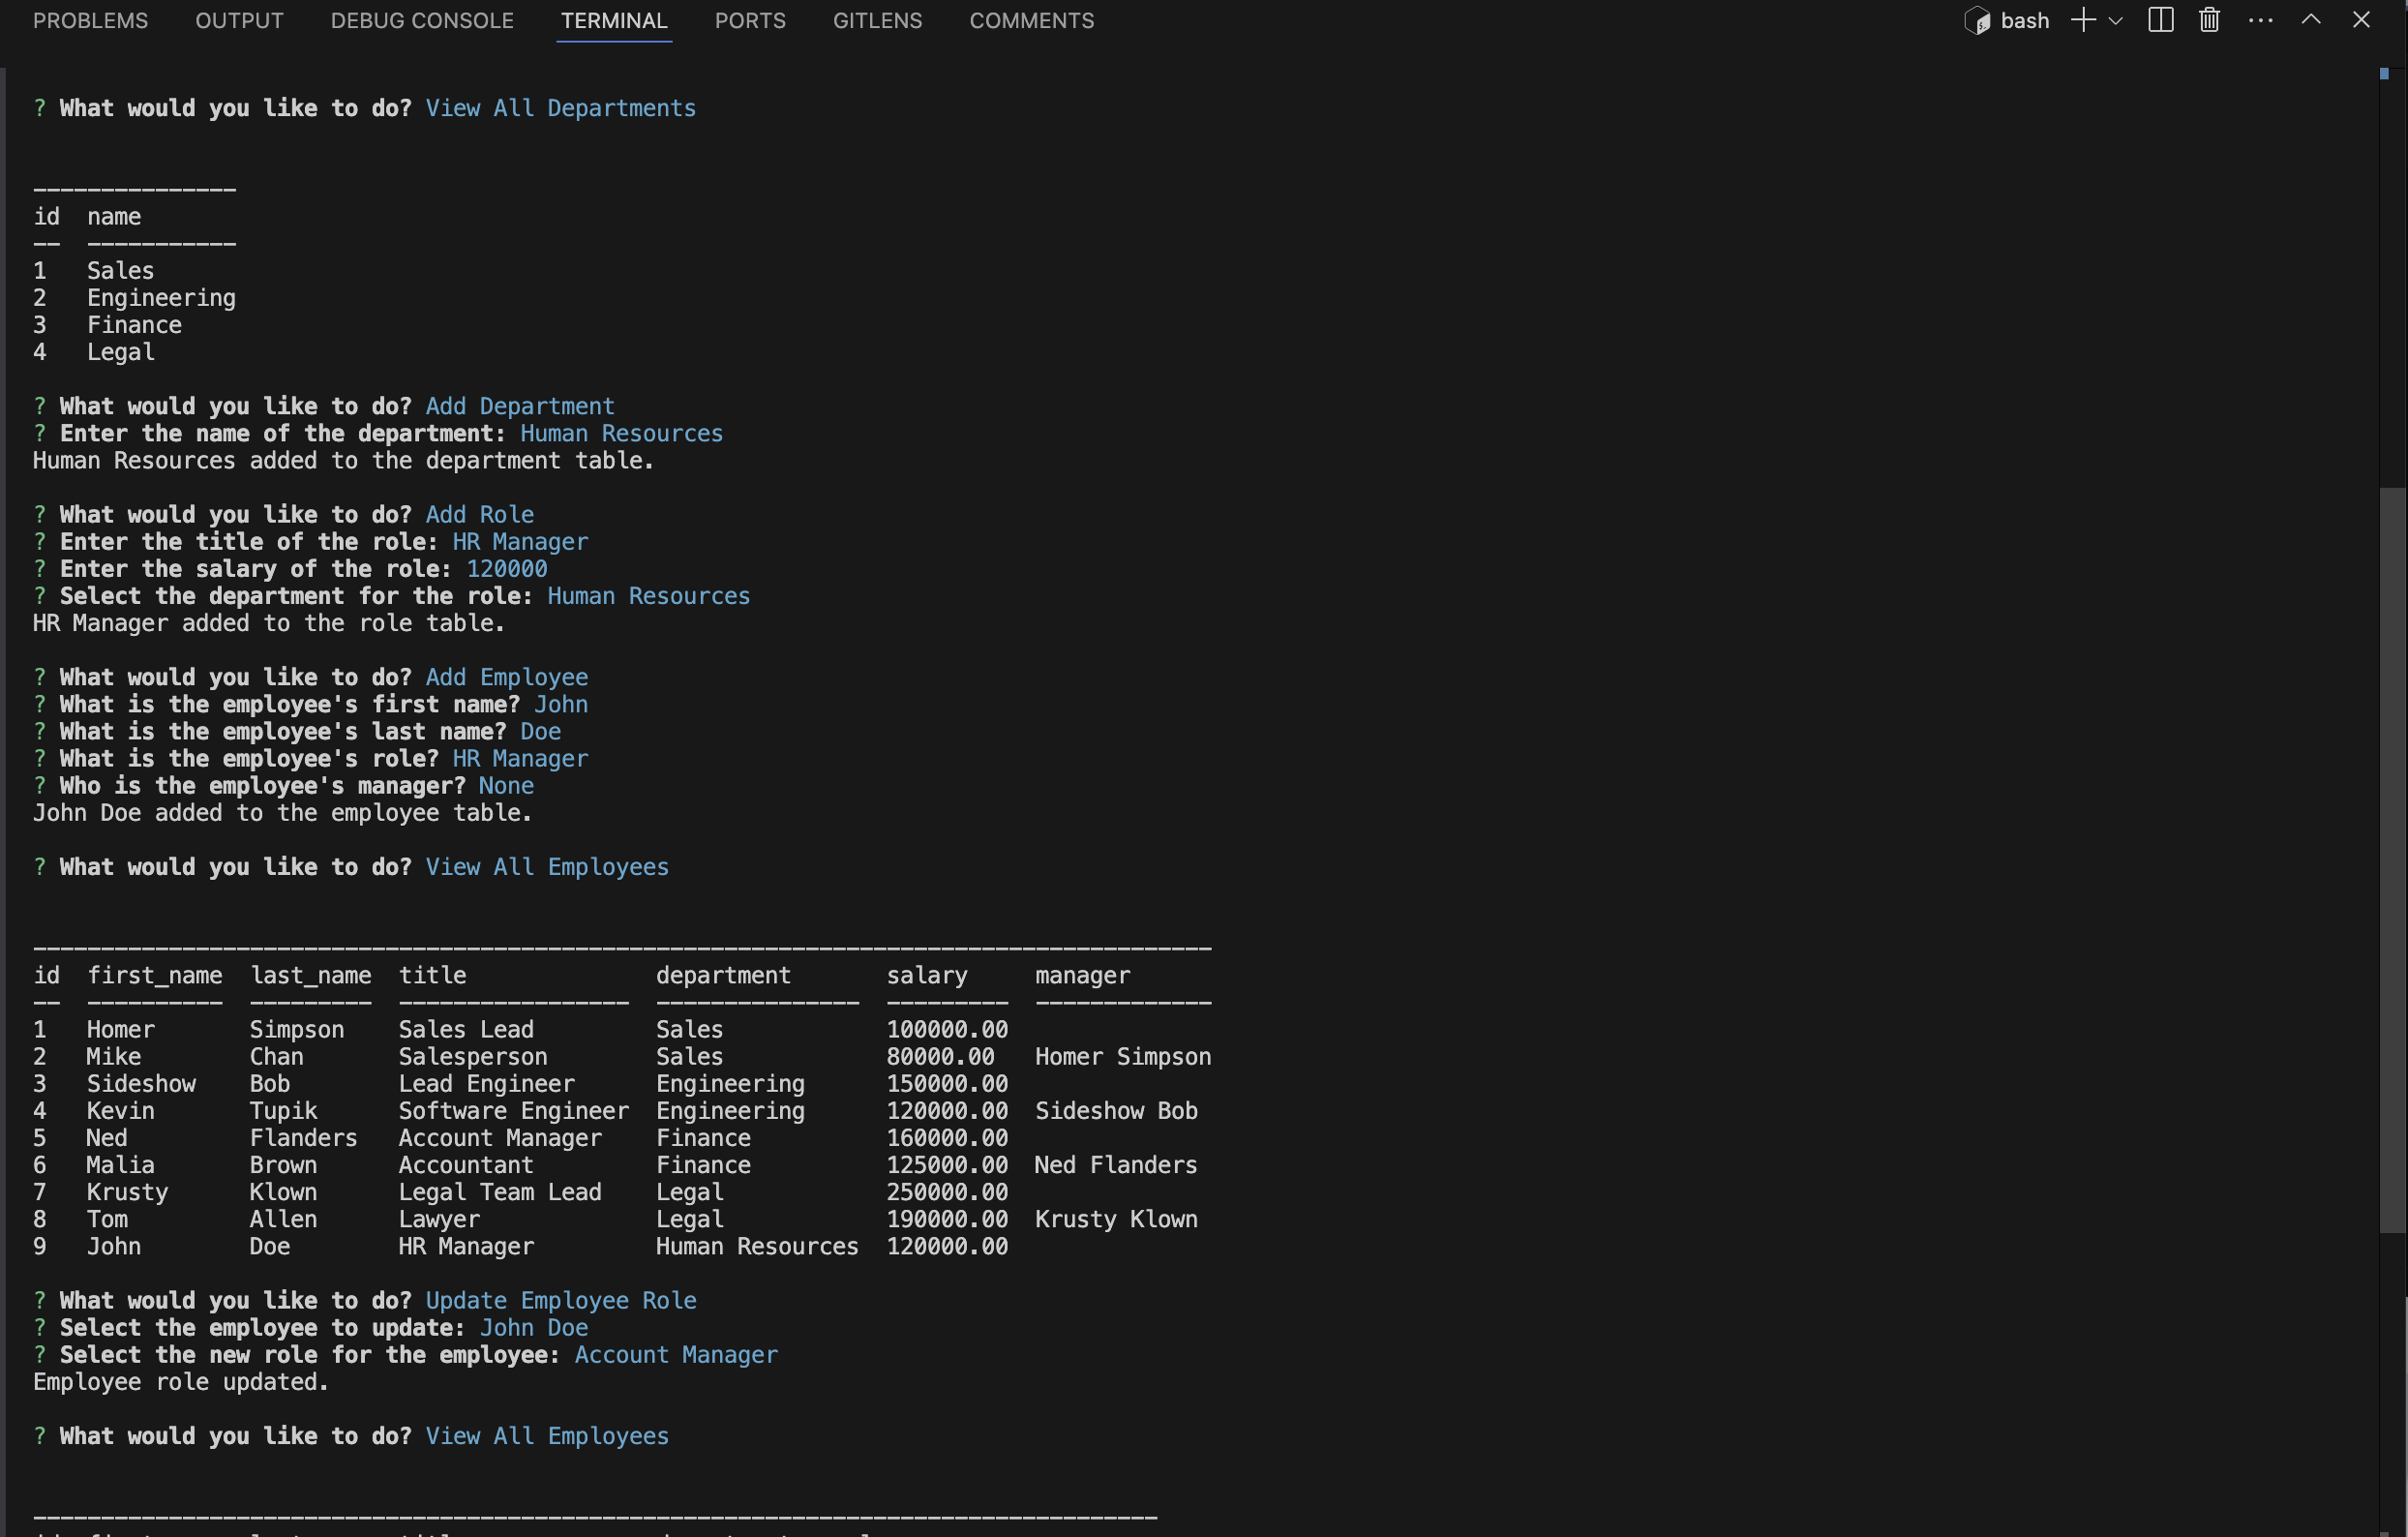 PROBLEMS OUTPUT DEBUG CONSOLE TERMINAL PORTS GITLENS COMMENTS bash
? What would you like to do? View All Departments
---------------
id  name
--  -----------
1   Sales
2   Engineering
3   Finance
4   Legal
? What would you like to do? Add Department
? Enter the name of the department: Human Resources
Human Resources added to the department table.
? What would you like to do? Add Role
? Enter the title of the role: HR Manager
? Enter the salary of the role: 120000
? Select the department for the role: Human Resources
HR Manager added to the role table.
? What would you like to do? Add Employee
? What is the employee's first name? John
? What is the employee's last name? Doe
? What is the employee's role? HR Manager
? Who is the employee's manager? None
John Doe added to the employee table.
? What would you like to do? View All Employees
---------------------------------------------------------------------------------------
id  first_name  last_name  title              department       salary     manager
--  ----------  ---------  -----------------  ---------------  ---------  -------------
1   Homer       Simpson    Sales Lead         Sales            100000.00
2   Mike        Chan       Salesperson        Sales            80000.00   Homer Simpson
3   Sideshow    Bob        Lead Engineer      Engineering      150000.00
4   Kevin       Tupik      Software Engineer  Engineering      120000.00  Sideshow Bob
5   Ned         Flanders   Account Manager    Finance          160000.00
6   Malia       Brown      Accountant         Finance          125000.00  Ned Flanders
7   Krusty      Klown      Legal Team Lead    Legal            250000.00
8   Tom         Allen      Lawyer             Legal            190000.00  Krusty Klown
9   John        Doe        HR Manager         Human Resources  120000.00
? What would you like to do? Update Employee Role
? Select the employee to update: John Doe
? Select the new role for the employee: Account Manager
Employee role updated.
? What would you like to do? View All Employees
-----------------------------------------------------------------------------------